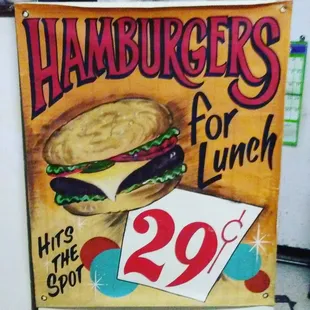 HAMBURGERS
for
Lunch
HITS
THE
SPOT
29¢